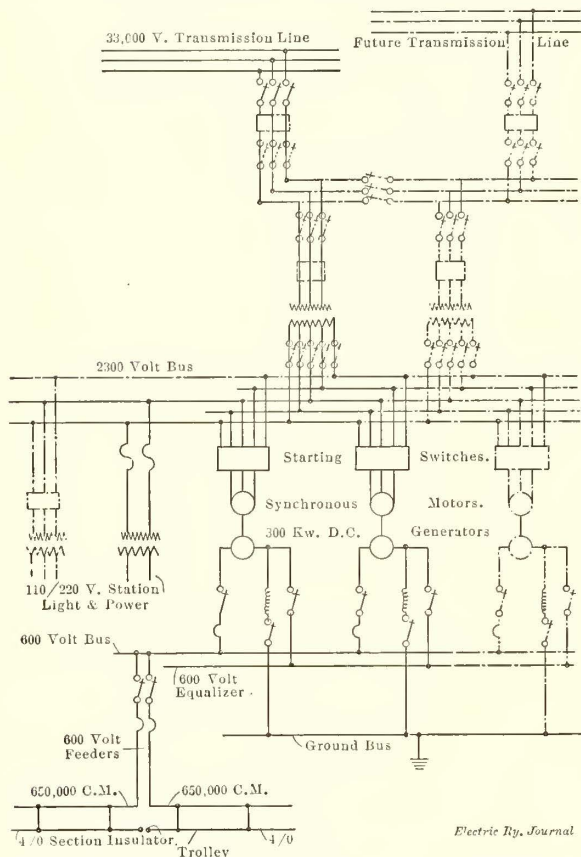 33,000 V. Transmission Line
Future Transmission Line
2300 Volt Bus
Starting Switches.
Synchronous Motors.
300 Kw. D.C. Generators
110/220 V. Station
Light & Power
600 Volt Bus
600 Volt
Equalizer
600 Volt
Feeders
Ground Bus
650,000 C.M.
650,000 C.M.
4/0 Section Insulator.
Trolley
4/0
Electric Ry. Journal